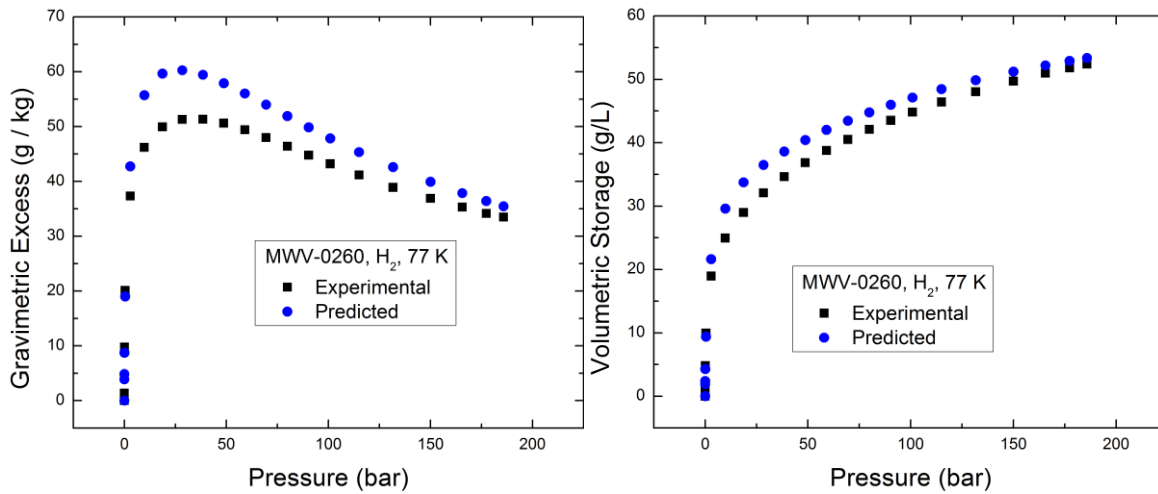 Gravimetric Excess (g / kg)
70
60
50
40
30
20
10
0
MWV-0260, H₂, 77 K
Experimental
Predicted
0
50
100
150
200
Pressure (bar)
Volumetric Storage (g/L)
60
50
40
30
20
10
0
MWV-0260, H₂, 77 K
Experimental
Predicted
0
50
100
150
200
Pressure (bar)